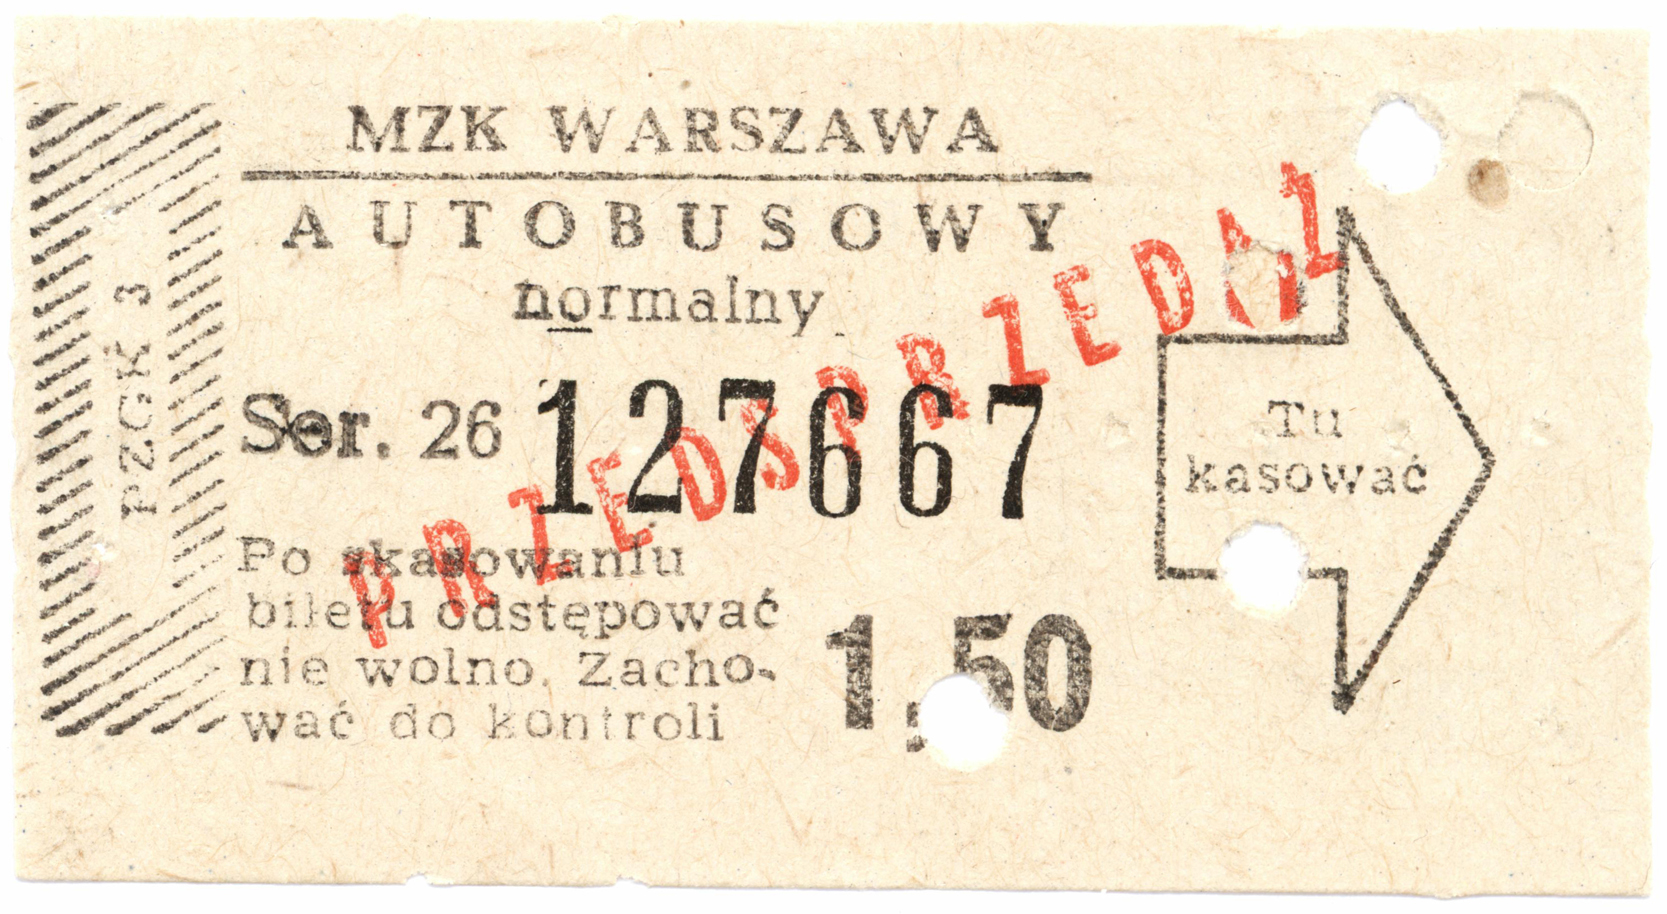 MZK WARSZAWA
AUTOBUSOWY
normalny
Ser. 26 127667
PRZEDSPRZEDAŻ
Po skasowaniu
biletu odstępować
nie wolno. Zacho-
wać do kontroli
1,50
Tu
kasować
PZGK 3